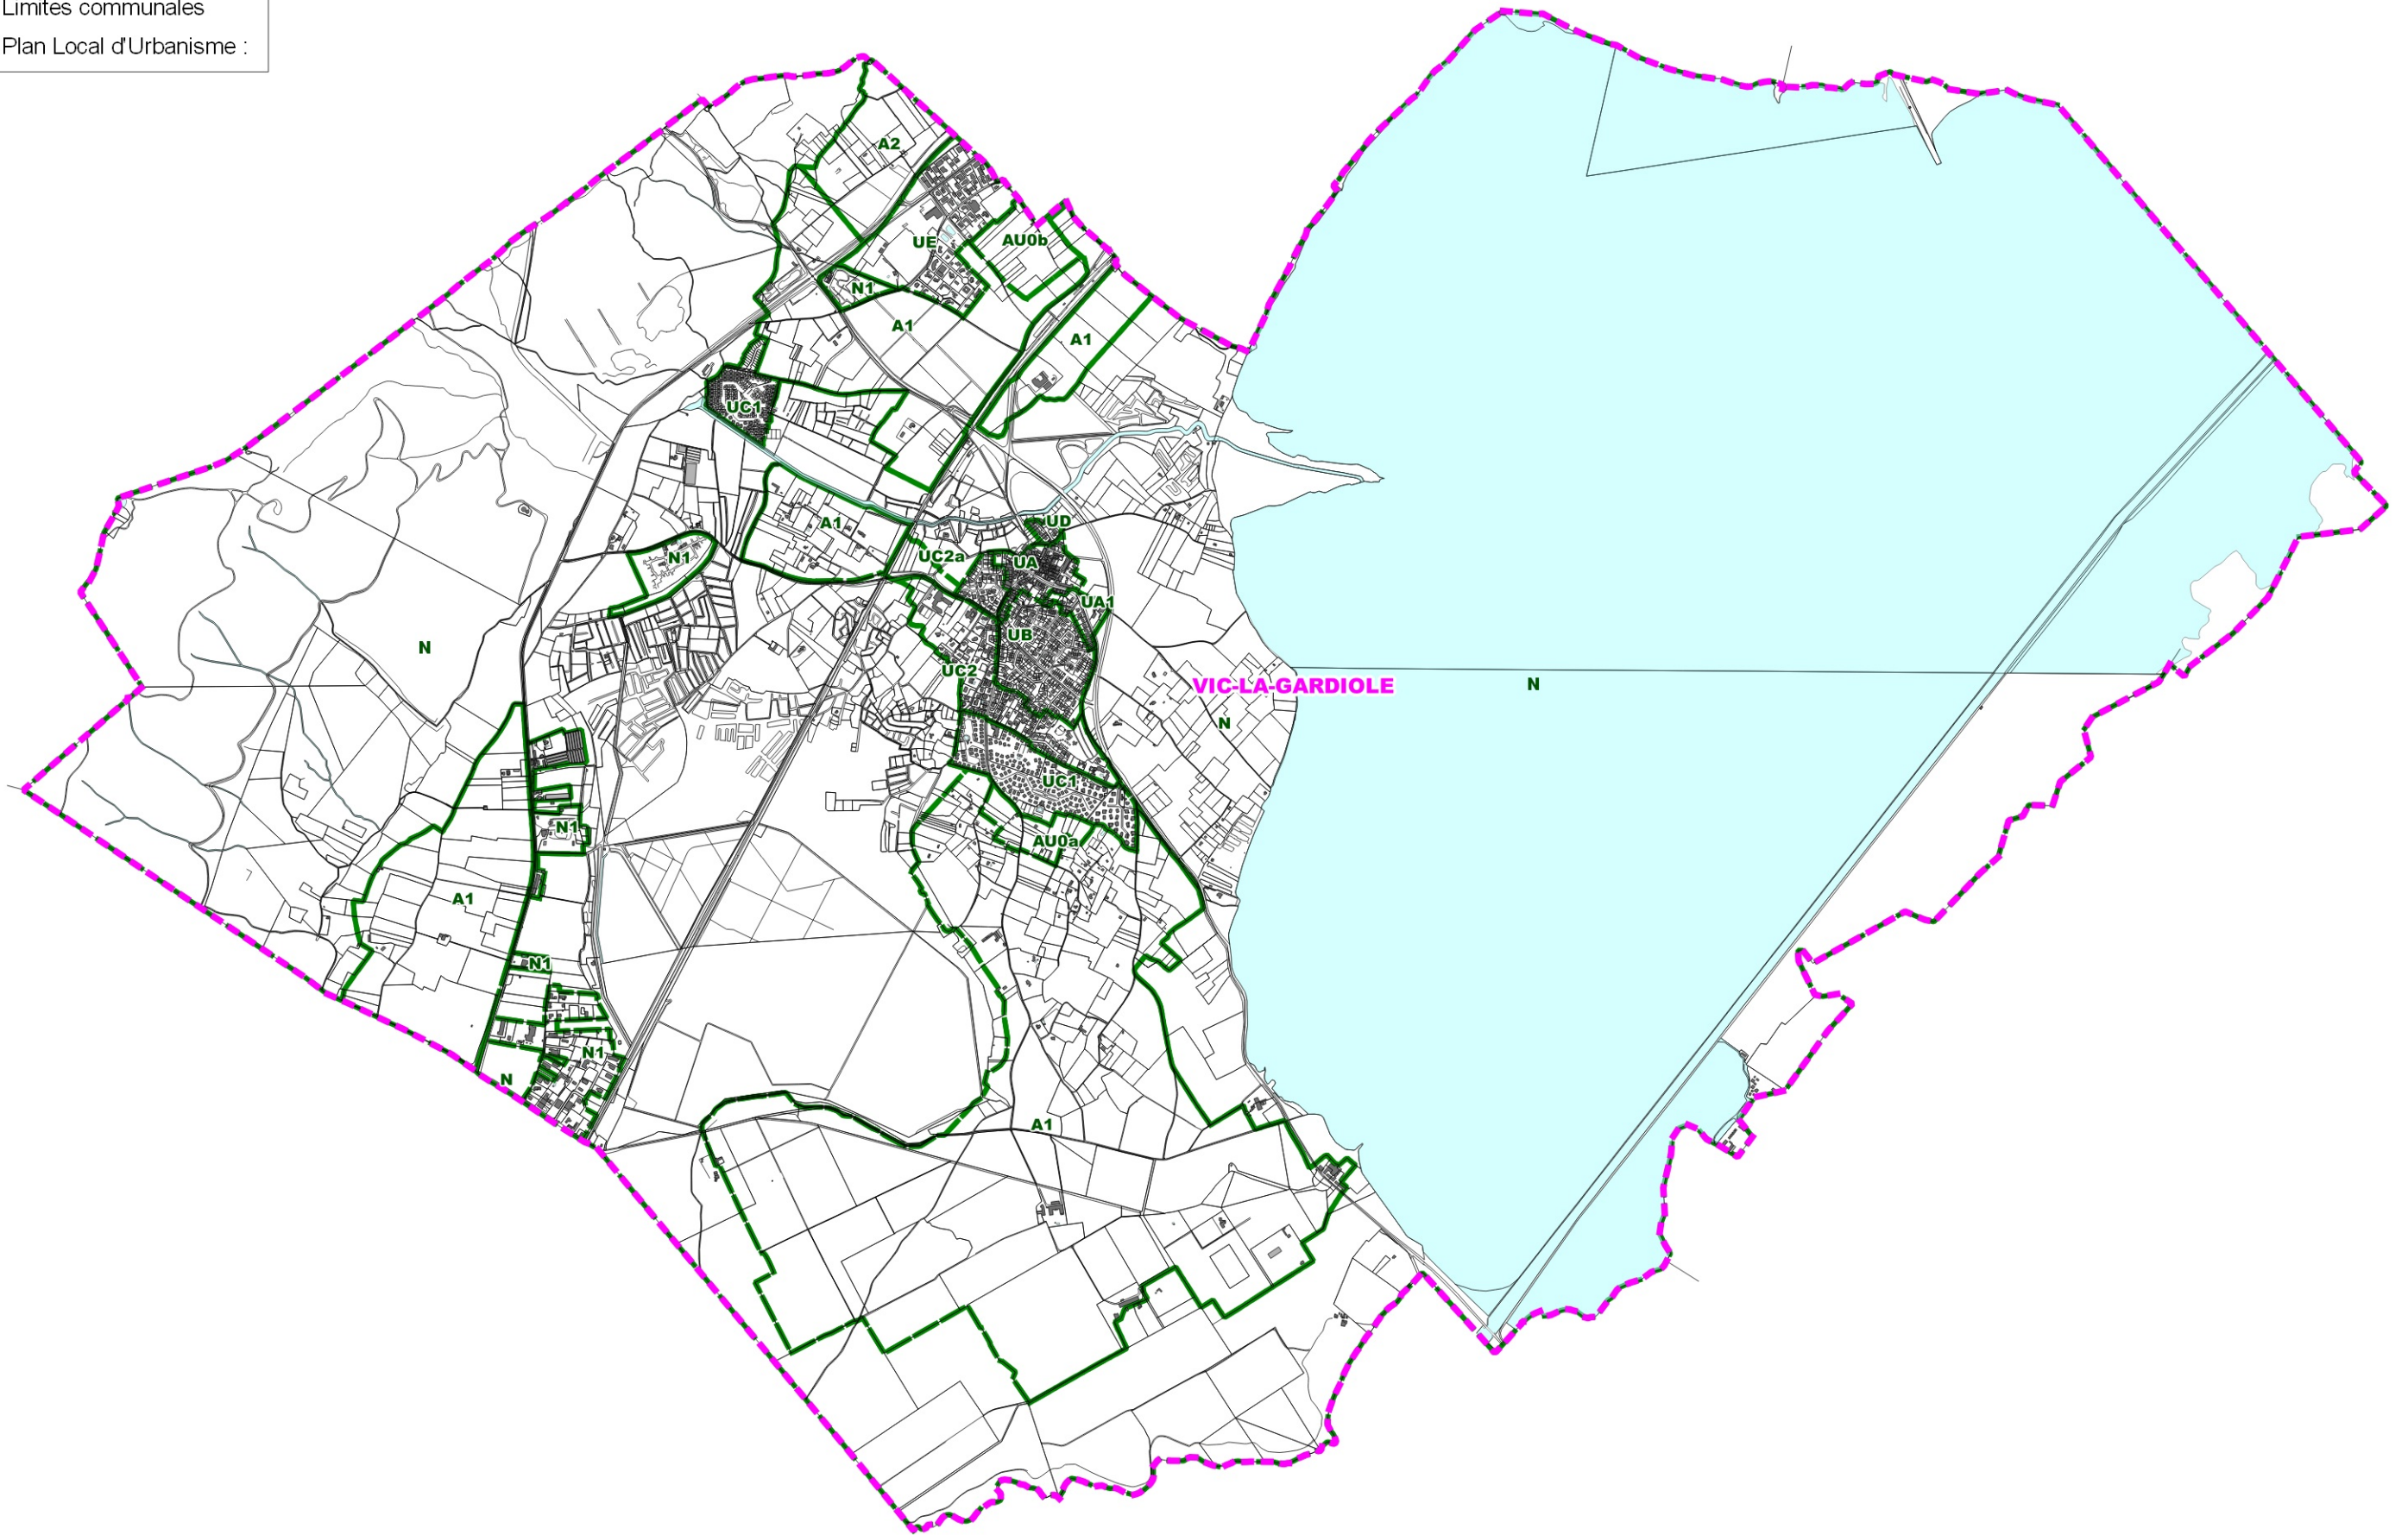 Limites communales
Plan Local d'Urbanisme :
A2
UE
AU0b
N1
A1
A1
UC1
A1
UD
N1
UC2a
UA
UA1
UB
N
UC2
VIC-LA-GARDIOLE
N
N
UC1
N1
AU0a
A1
N1
N1
N
A1